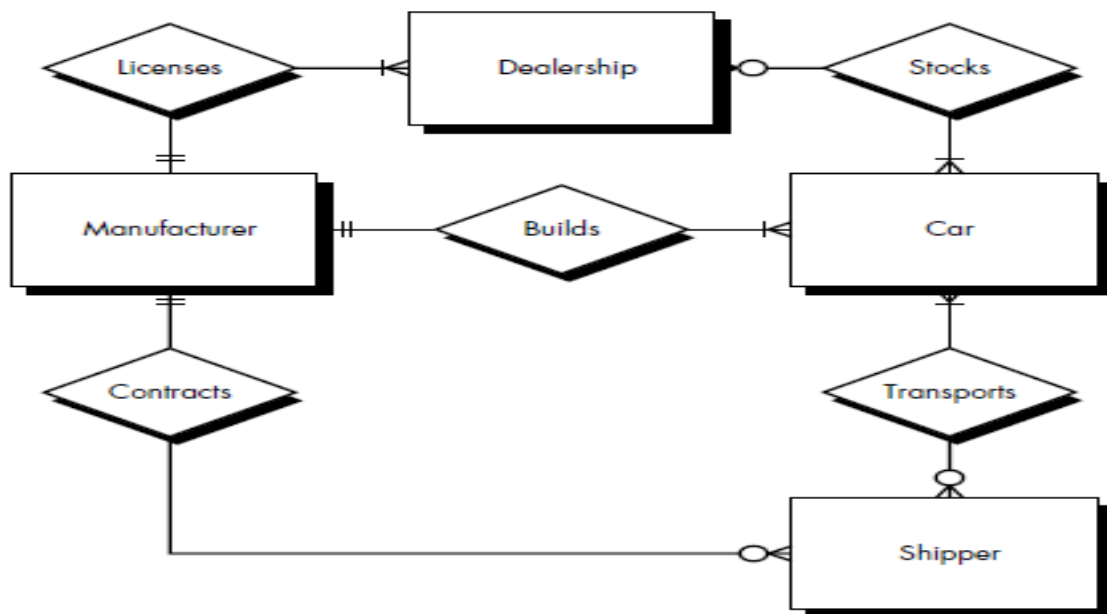 Licenses
Dealership
Stocks
Manufacturer
Builds
Car
Contracts
Transports
Shipper